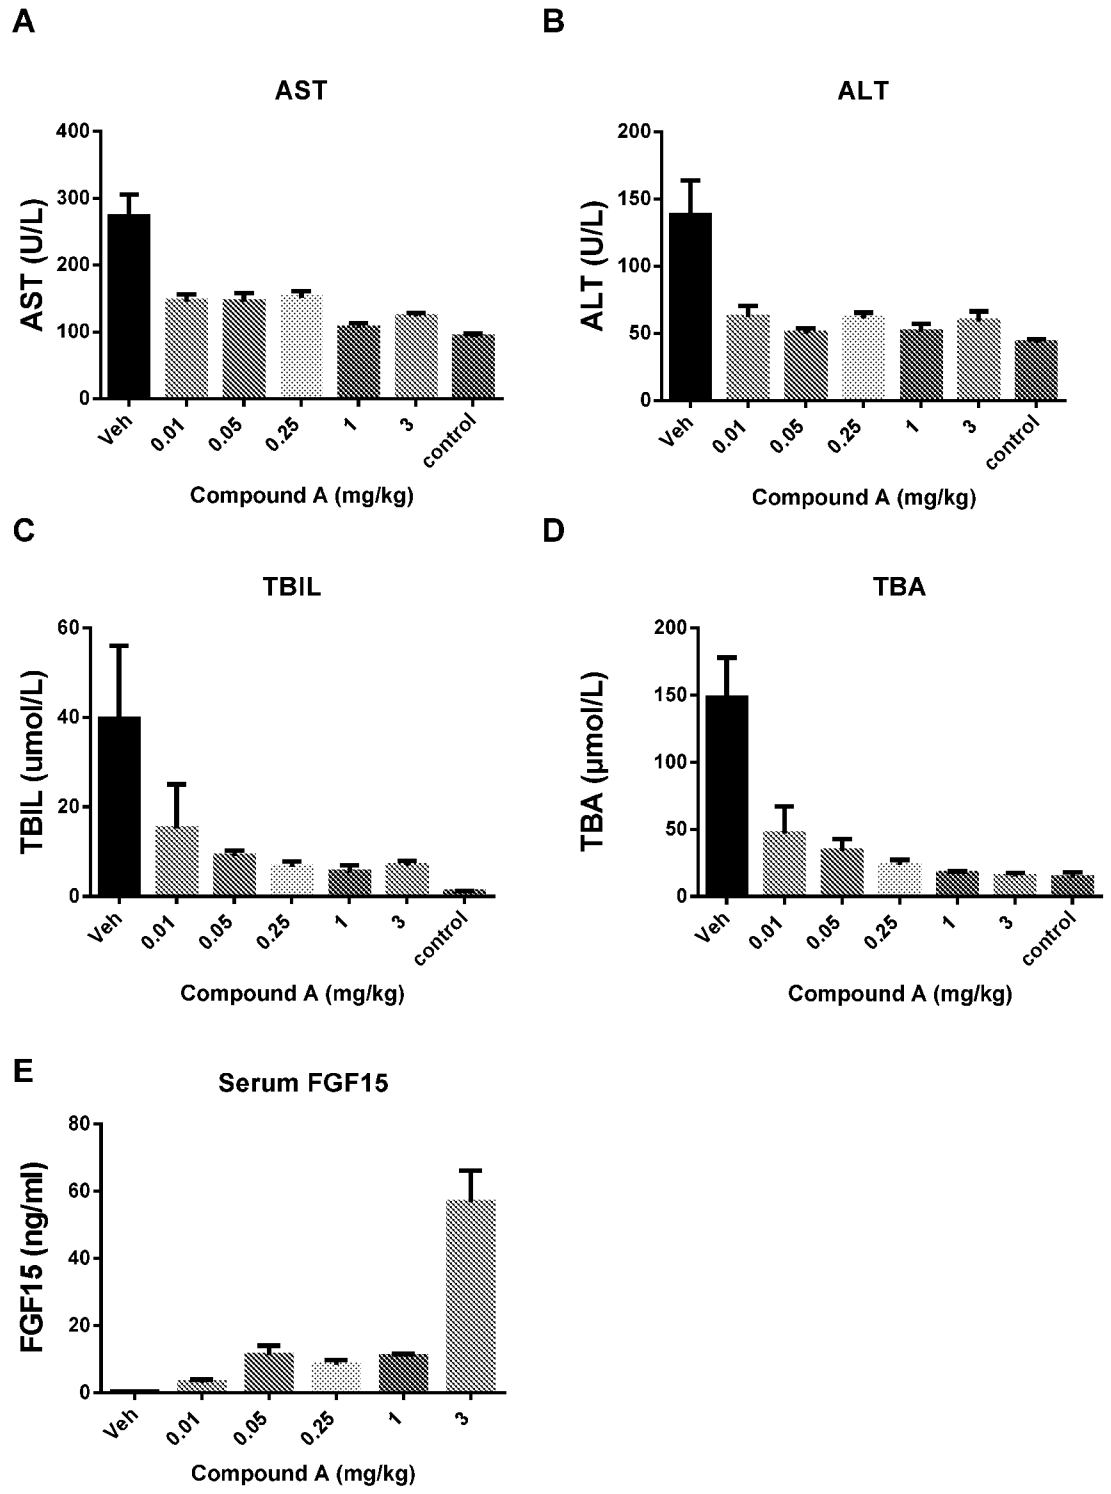 A
AST
AST (U/L)
400
300
200
100
0
Veh
0.01
0.05
0.25
1
3
control
Compound A (mg/kg)
B
ALT
ALT (U/L)
200
150
100
50
0
Veh
0.01
0.05
0.25
1
3
control
Compound A (mg/kg)
C
TBIL
TBIL (umol/L)
60
40
20
0
Veh
0.01
0.05
0.25
1
3
control
Compound A (mg/kg)
D
TBA
TBA (µmol/L)
200
150
100
50
0
Veh
0.01
0.05
0.25
1
3
control
Compound A (mg/kg)
E
Serum FGF15
FGF15 (ng/ml)
80
60
40
20
0
Veh
0.01
0.05
0.25
1
3
Compound A (mg/kg)